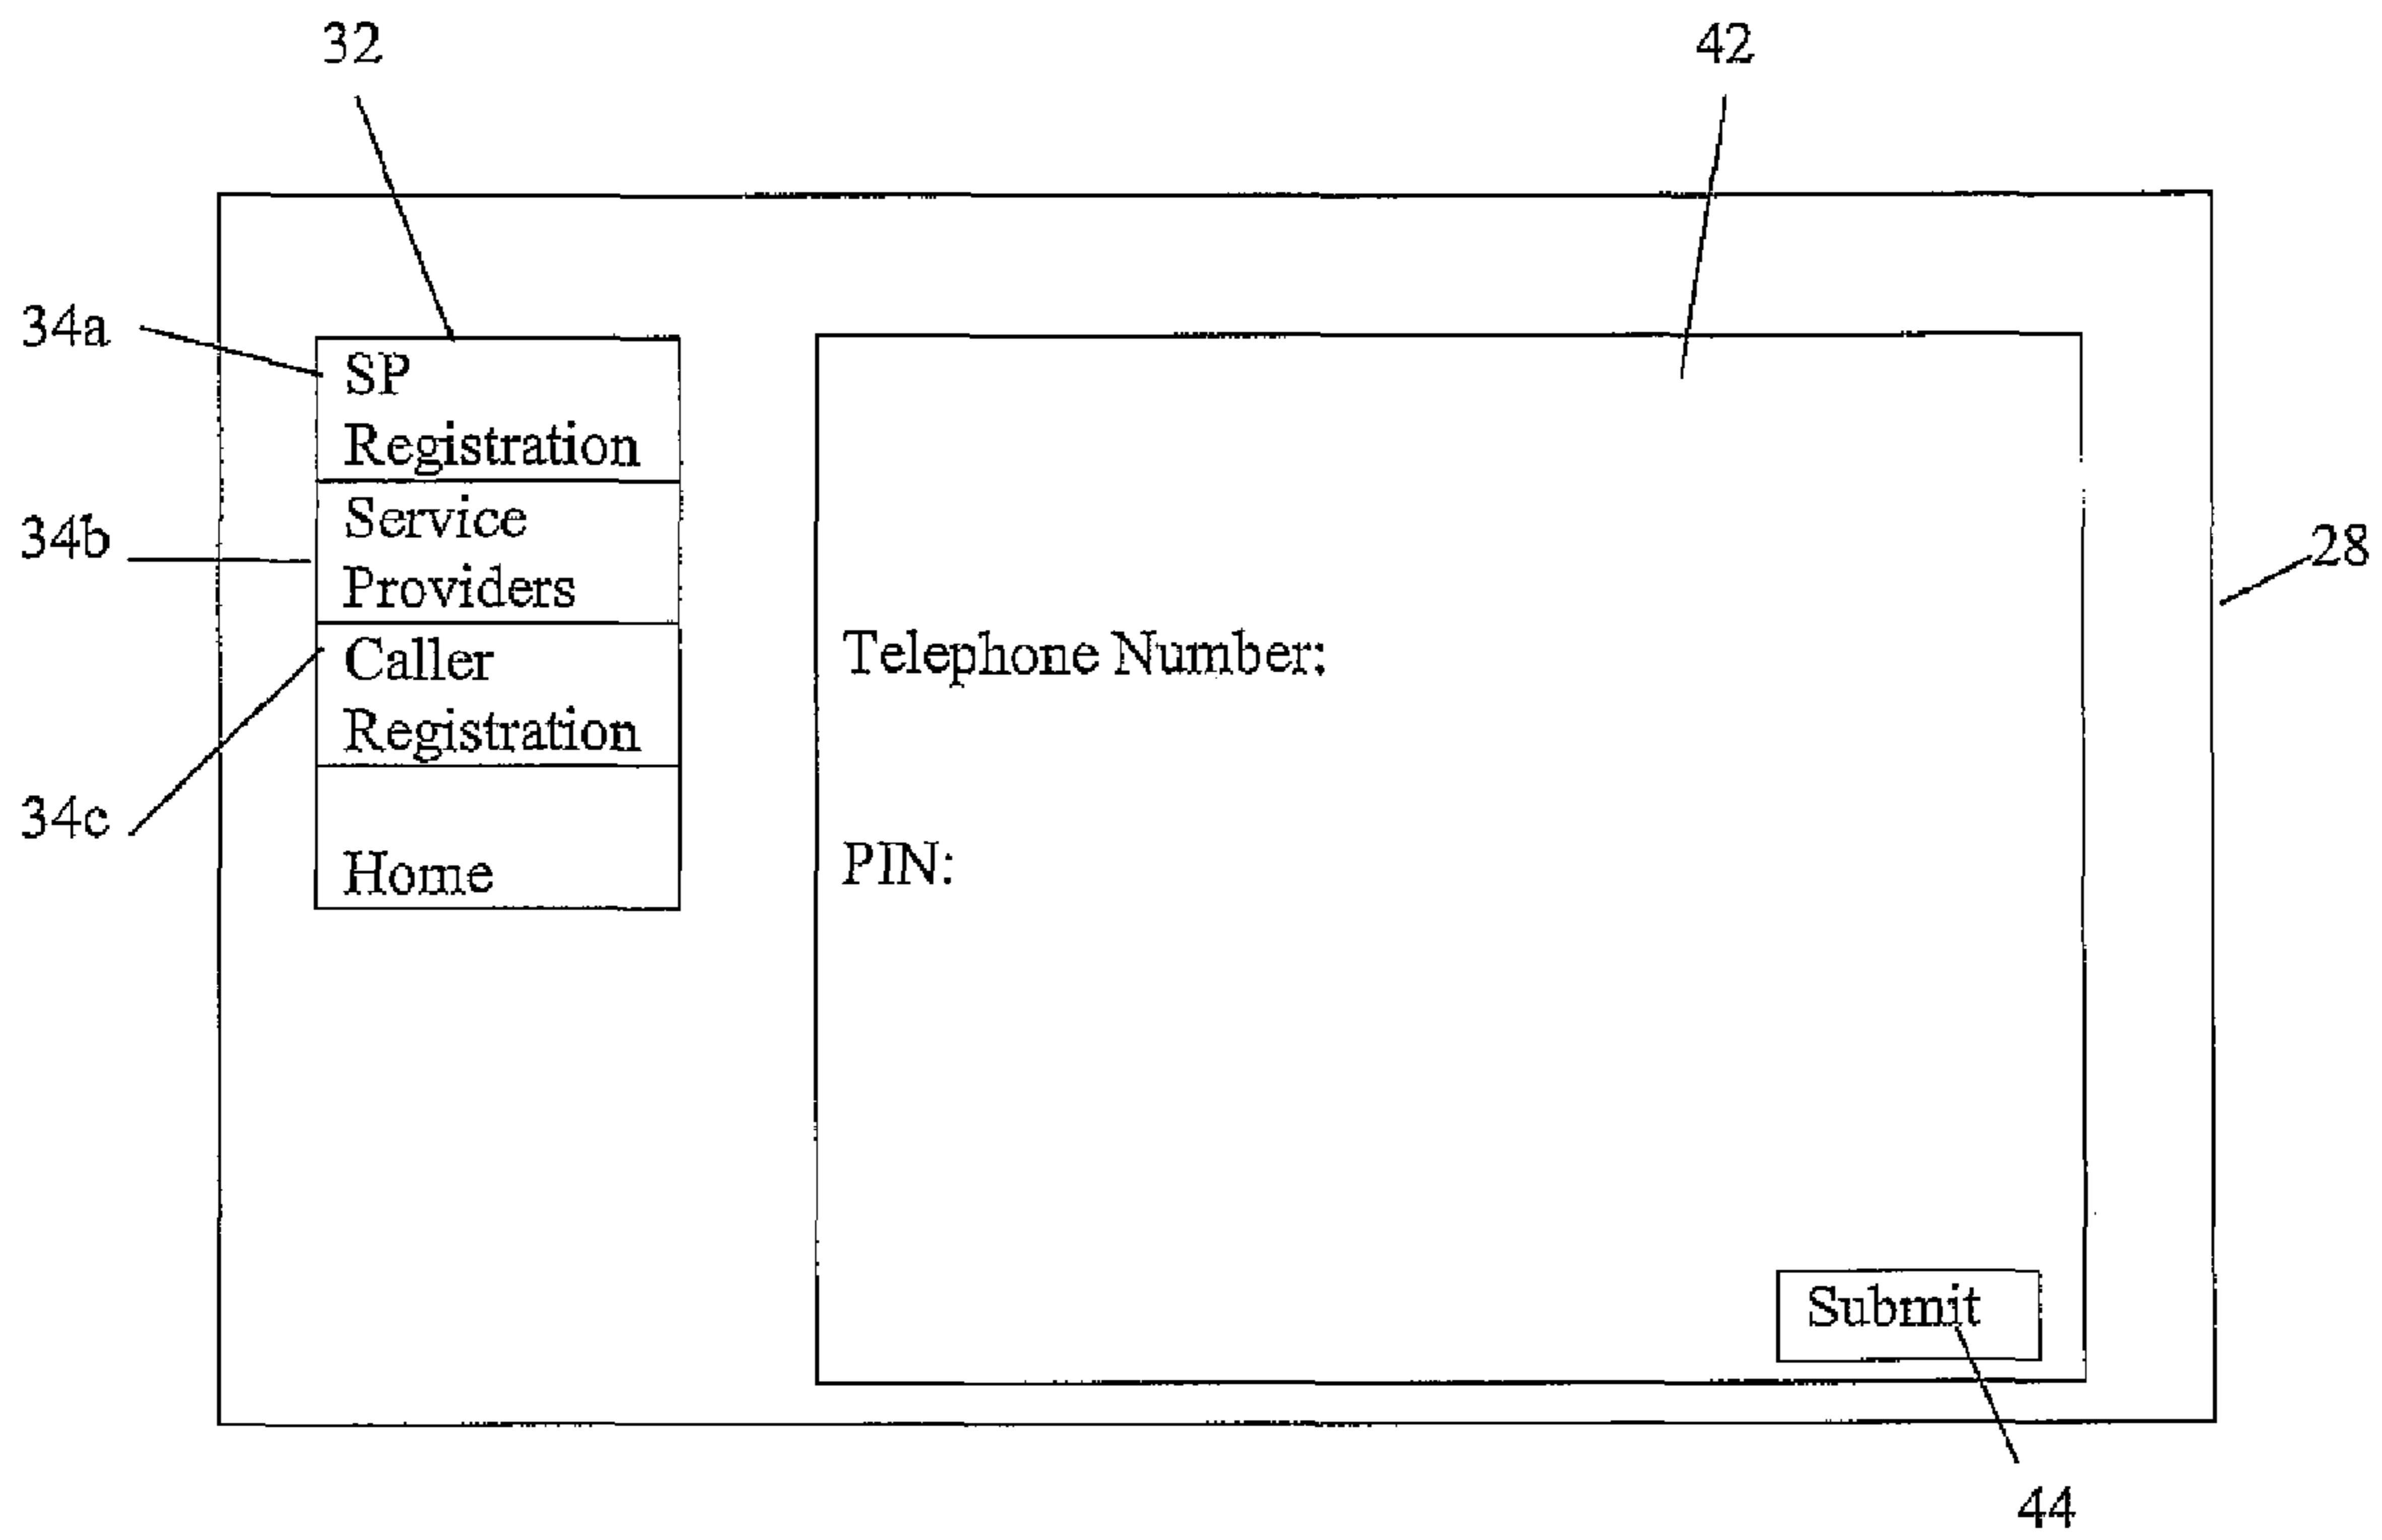 32
42
34a
SP
Registration
34b
Service
Providers
28
Caller
Registration
Telephone Number:
34c
Home
PIN:
Submit
44